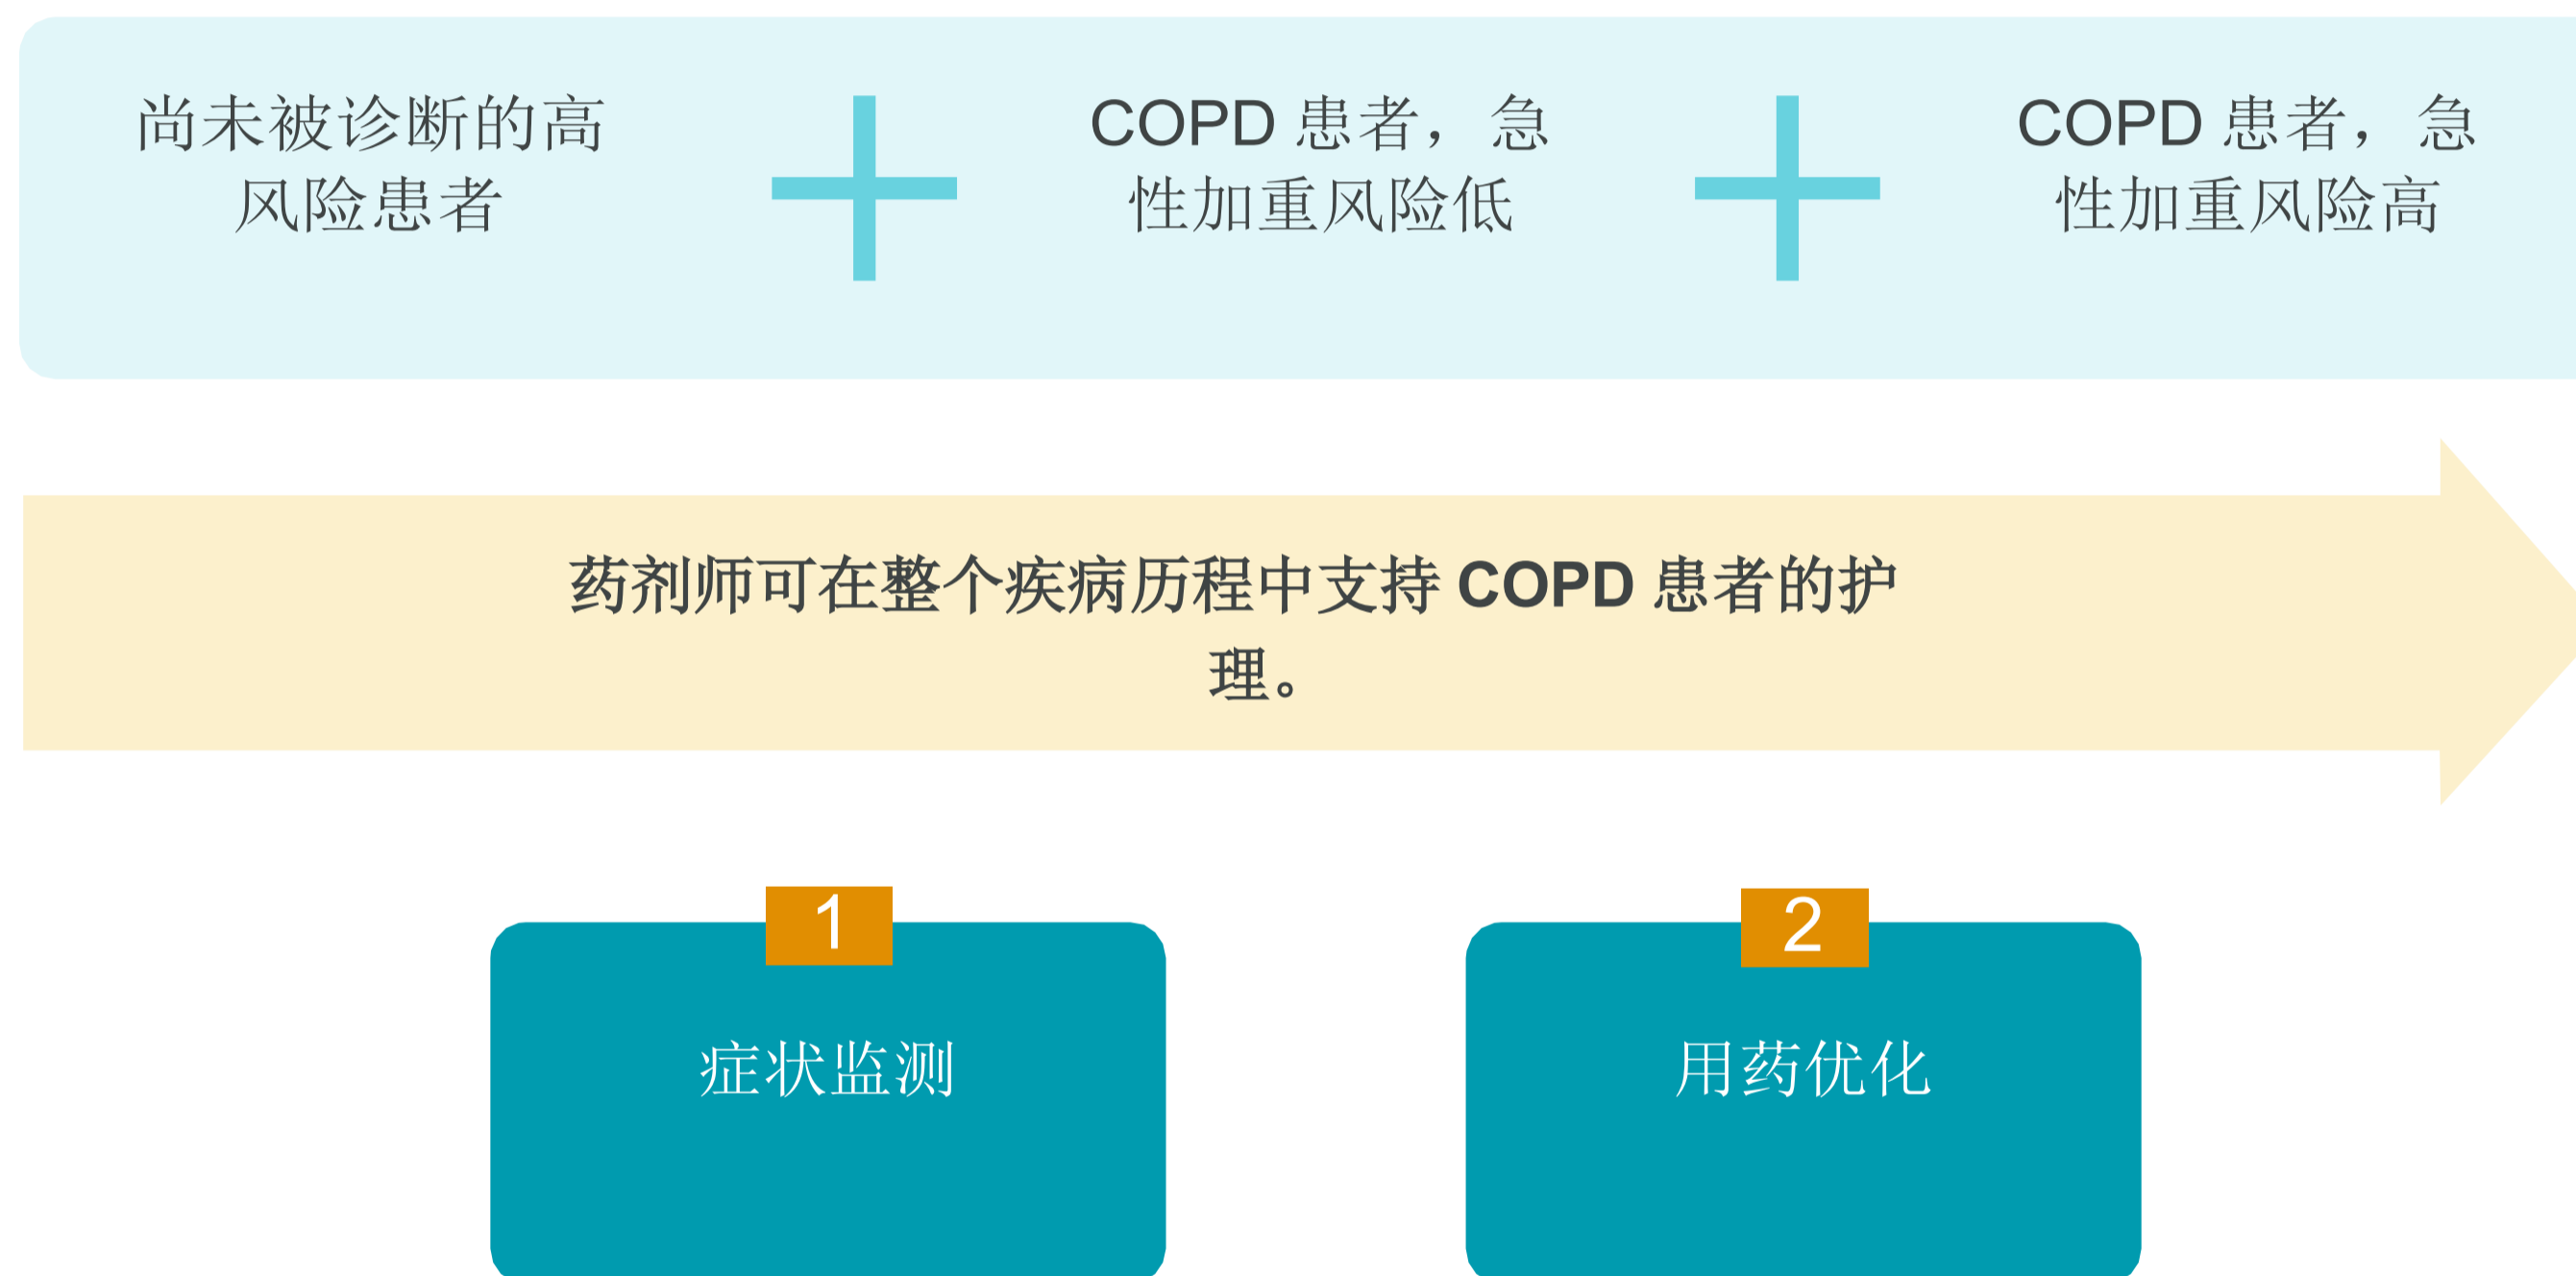 尚未被诊断的高
风险患者
COPD 患者，急
性加重风险低
COPD 患者，急
性加重风险高
药剂师可在整个疾病历程中支持 COPD 患者的护
理。
1
症状监测
2
用药优化